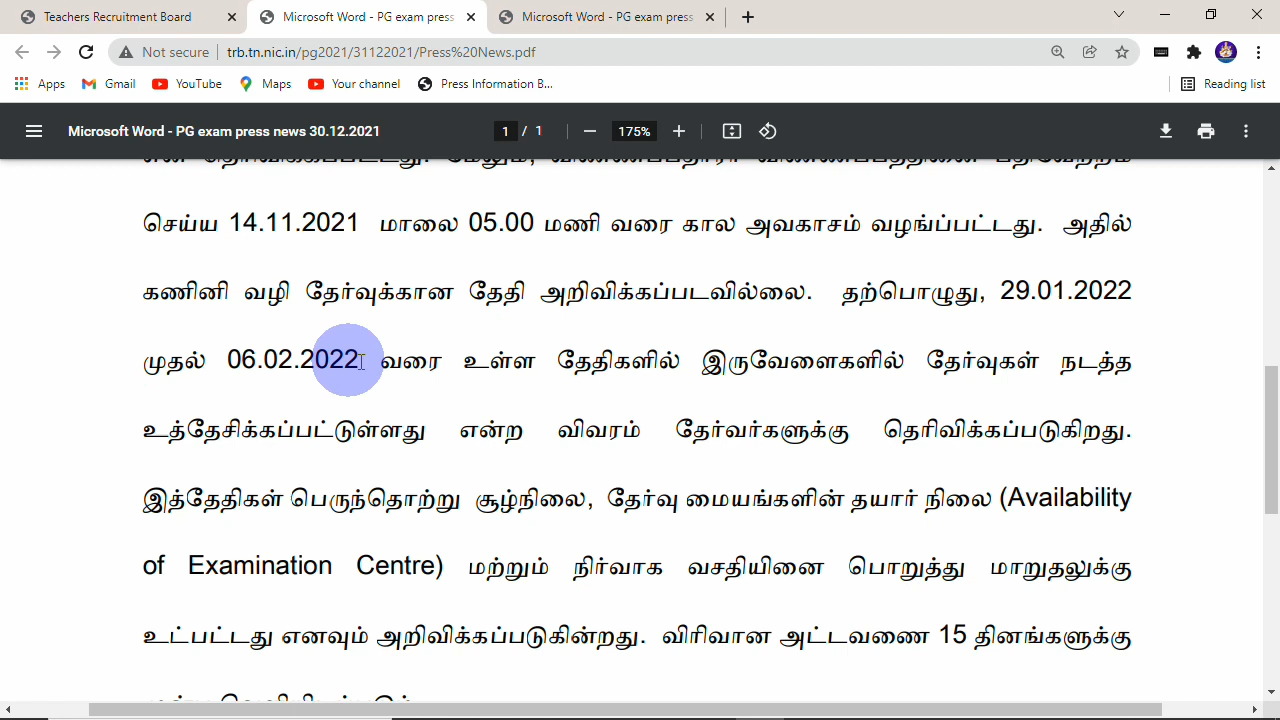 Teachers Recruitment Board
Microsoft Word - PG exam press
Microsoft Word - PG exam press
Not secure
trb.tn.nic.in/pg2021/31122021/Press%20News.pdf
Apps
Gmail
YouTube
Maps
Your channel
Press Information B...
Reading list
Microsoft Word - PG exam press news 30.12.2021
1 / 1
175%
செய்ய 14.11.2021 மாலை 05.00 மணி வரை கால அவகாசம் வழங்ப்பட்டது. அதில்
கணினி வழி தேர்வுக்கான தேதி அறிவிக்கப்படவில்லை. தற்பொழுது, 29.01.2022
முதல் 06.02.2022 வரை உள்ள தேதிகளில் இருவேளைகளில் தேர்வுகள் நடத்த
உத்தேசிக்கப்பட்டுள்ளது என்ற விவரம் தேர்வர்களுக்கு தெரிவிக்கப்படுகிறது.
இத்தேதிகள் பெருந்தொற்று சூழ்நிலை, தேர்வு மையங்களின் தயார் நிலை (Availability
of Examination Centre) மற்றும் நிர்வாக வசதியினை பொறுத்து மாறுதலுக்கு
உட்பட்டது எனவும் அறிவிக்கப்படுகின்றது. விரிவான அட்டவணை 15 தினங்களுக்கு